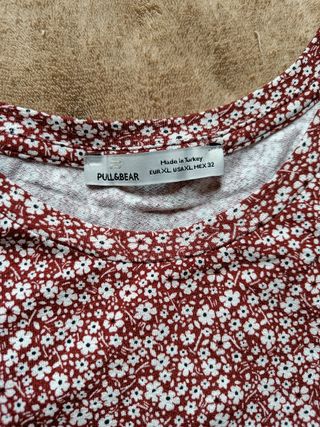 PULL&BEAR
Made in Turkey
EUR XL USA XL MEX 32